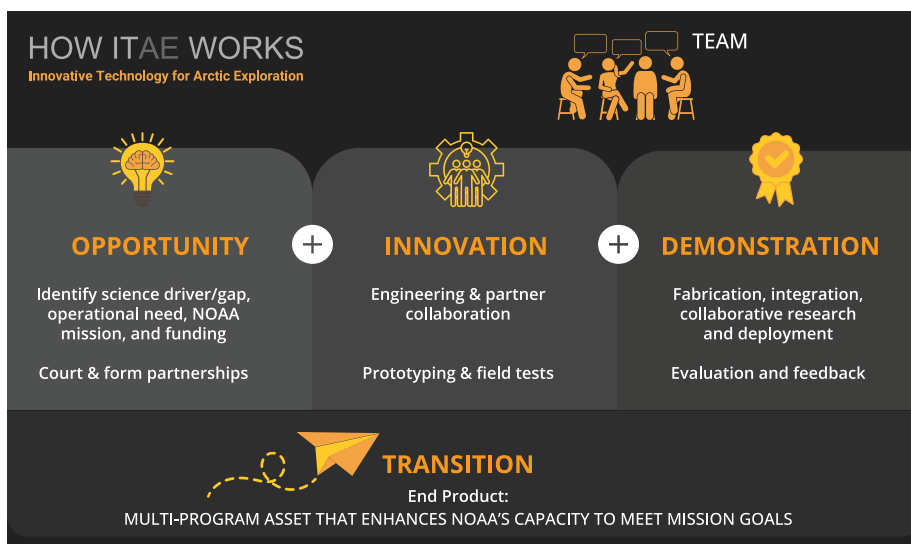 HOW ITAE WORKS
Innovative Technology for Arctic Exploration
TEAM
OPPORTUNITY
Identify science driver/gap,
operational need, NOAA
mission, and funding
Court & form partnerships
+
INNOVATION
Engineering & partner
collaboration
Prototyping & field tests
+
DEMONSTRATION
Fabrication, integration,
collaborative research
and deployment
Evaluation and feedback
TRANSITION
End Product:
MULTI-PROGRAM ASSET THAT ENHANCES NOAA'S CAPACITY TO MEET MISSION GOALS